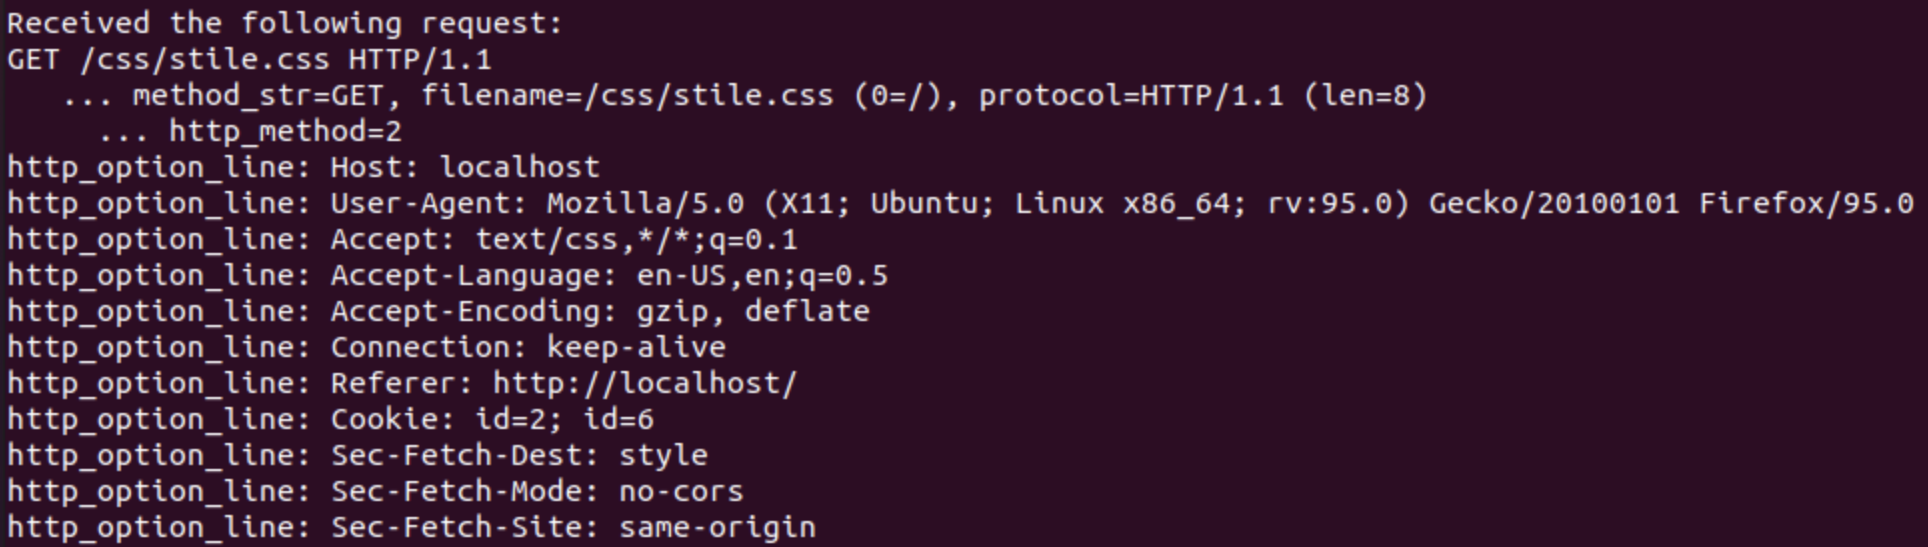 Received the following request:
GET /css/stile.css HTTP/1.1
... method_str=GET, filename=/css/stile.css (0=/), protocol=HTTP/1.1 (len=8)
... http_method=2
http_option_line: Host: localhost
http_option_line: User-Agent: Mozilla/5.0 (X11; Ubuntu; Linux x86_64; rv:95.0) Gecko/20100101 Firefox/95.0
http_option_line: Accept: text/css,*/*;q=0.1
http_option_line: Accept-Language: en-US,en;q=0.5
http_option_line: Accept-Encoding: gzip, deflate
http_option_line: Connection: keep-alive
http_option_line: Referer: http://localhost/
http_option_line: Cookie: id=2; id=6
http_option_line: Sec-Fetch-Dest: style
http_option_line: Sec-Fetch-Mode: no-cors
http_option_line: Sec-Fetch-Site: same-origin